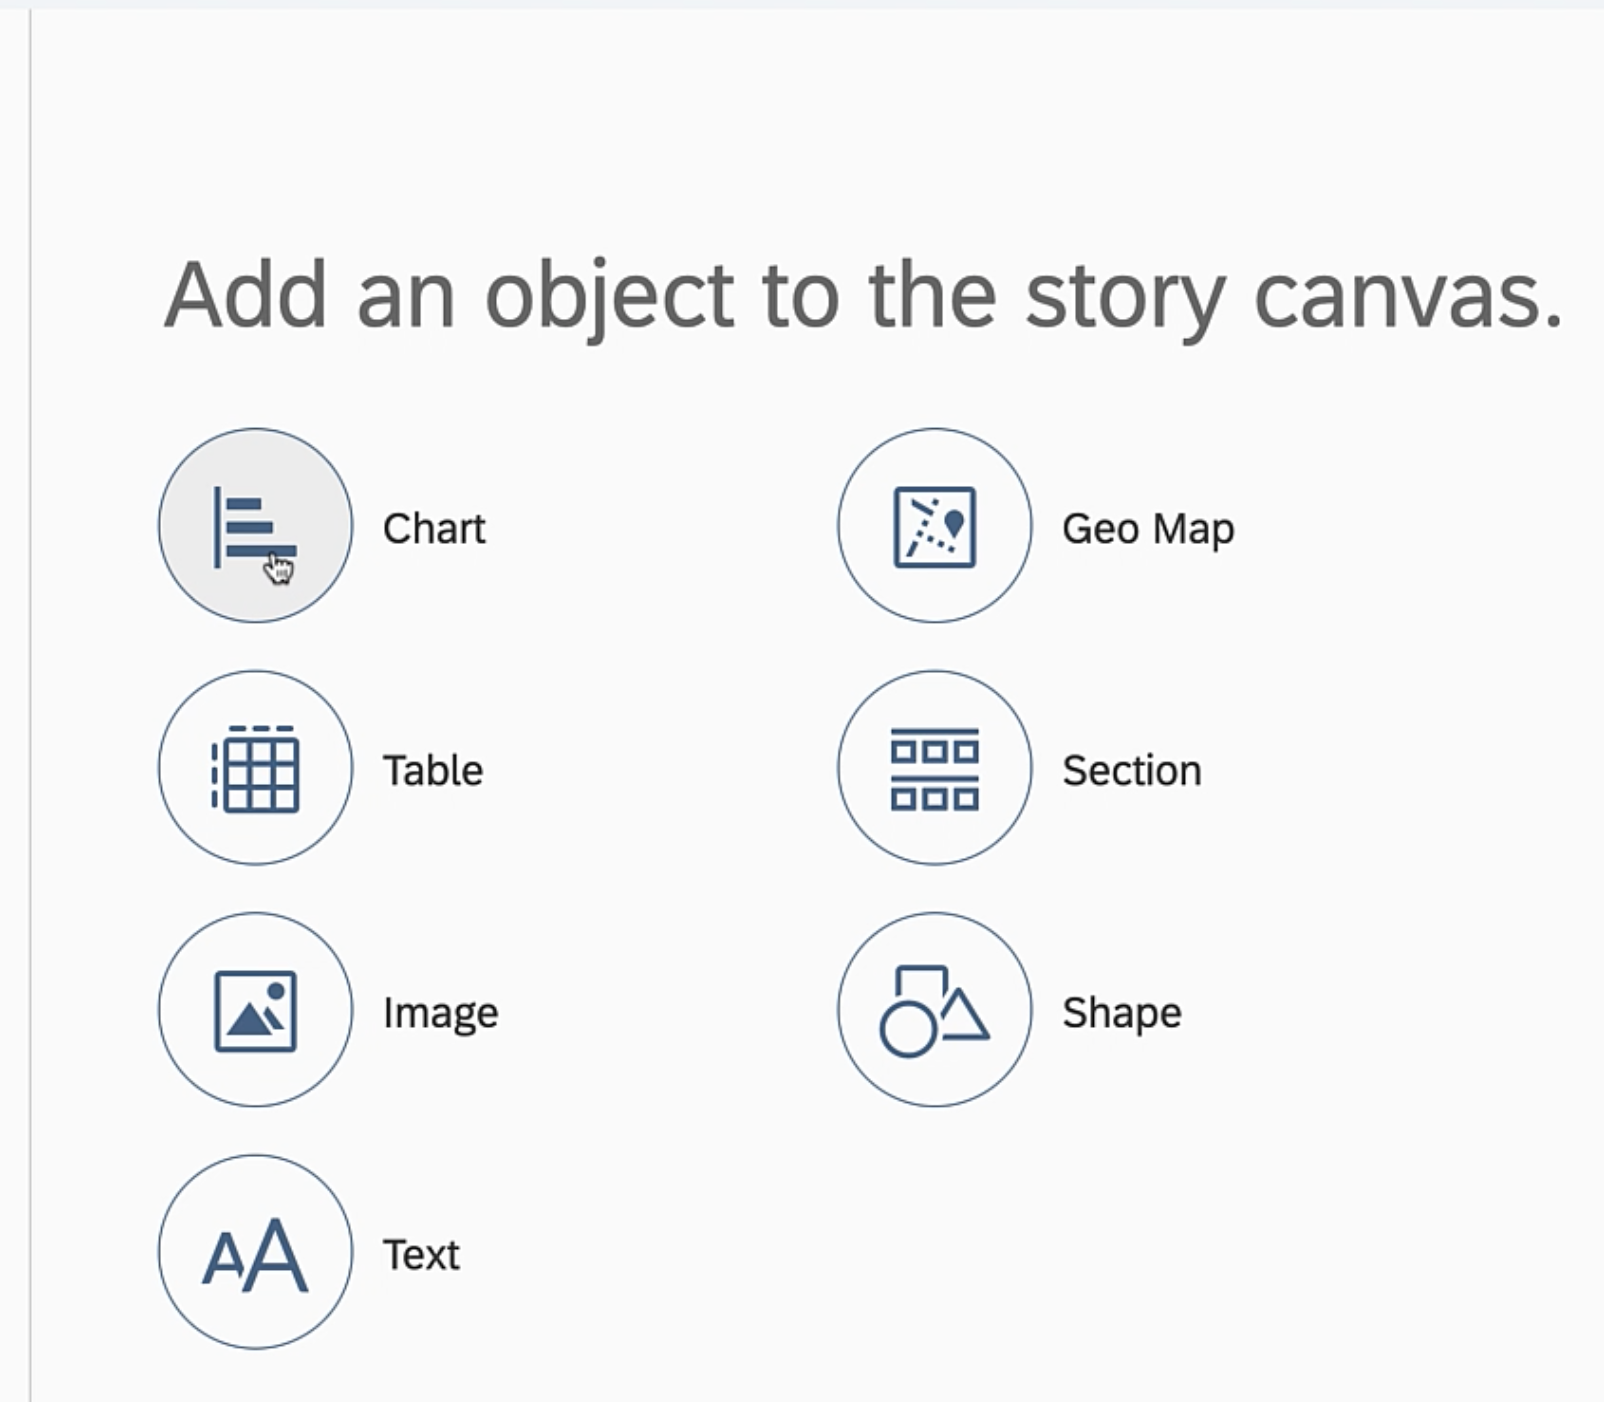 Add an object to the story canvas.
Chart
Geo Map
Table
Section
Image
Shape
Text